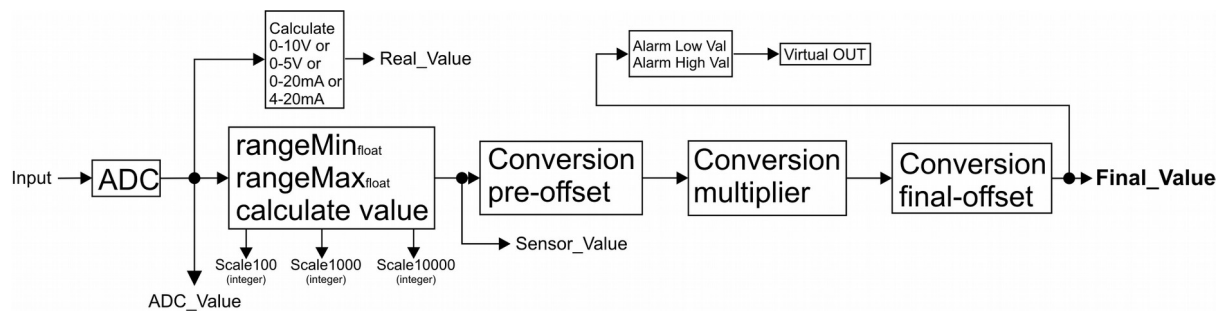 Calculate
0-10V or
0-5V or
0-20mA or
4-20mA
Real_Value
Alarm Low Val
Alarm High Val
Virtual OUT
Input
ADC
rangeMinfloat
rangeMaxfloat
calculate value
Conversion
pre-offset
Conversion
multiplier
Conversion
final-offset
Final_Value
Sensor_Value
Scale100
(integer)
Scale1000
(integer)
Scale10000
(integer)
ADC_Value